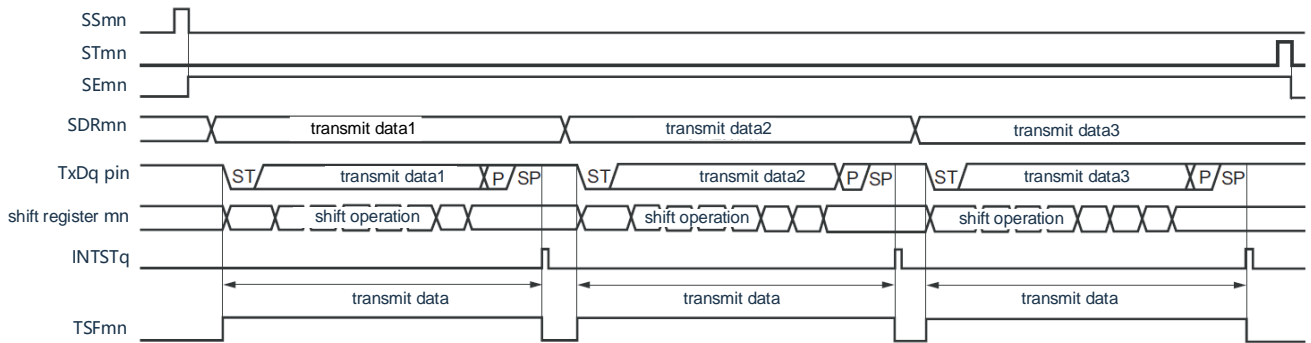 SSmn
STmn
SEmn
SDRmn transmit data1 transmit data2 transmit data3
TxDq pin ST transmit data1 P SP ST transmit data2 P SP ST transmit data3 P SP
shift register mn shift operation shift operation shift operation
INTSTq
transmit data transmit data transmit data
TSFmn